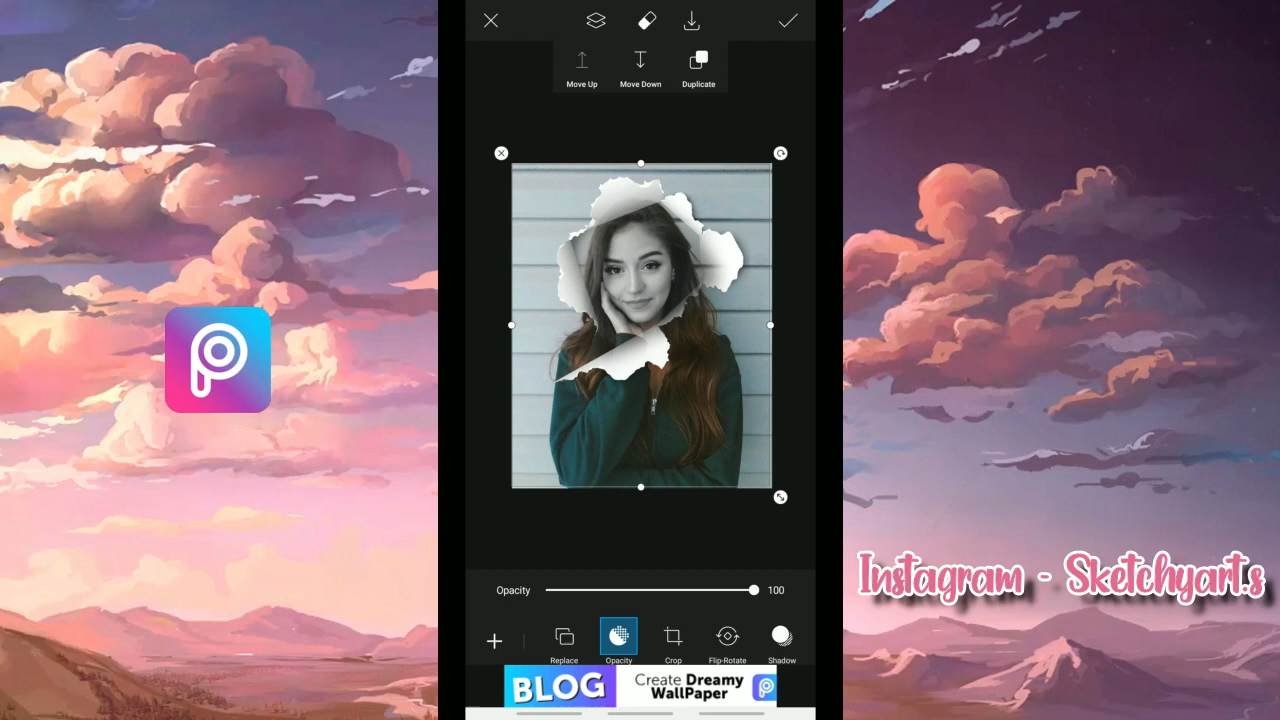 Move Up
Move Down
Duplicate
Instagram - Sketchyart.s
Opacity
100
Replace
Opacity
Crop
Flip-Rotate
Shadow
BLOG
Create Dreamy
WallPaper